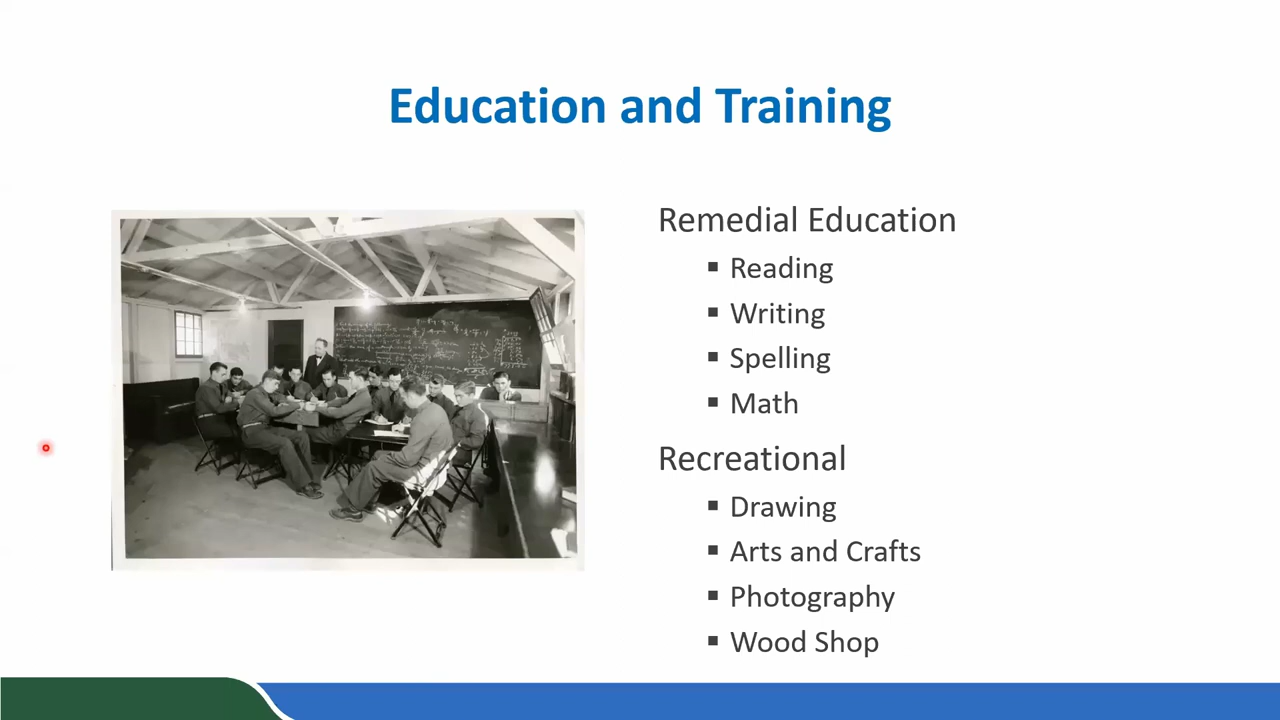 Education and Training
Remedial Education
▪ Reading
▪ Writing
▪ Spelling
▪ Math
Recreational
▪ Drawing
▪ Arts and Crafts
▪ Photography
▪ Wood Shop